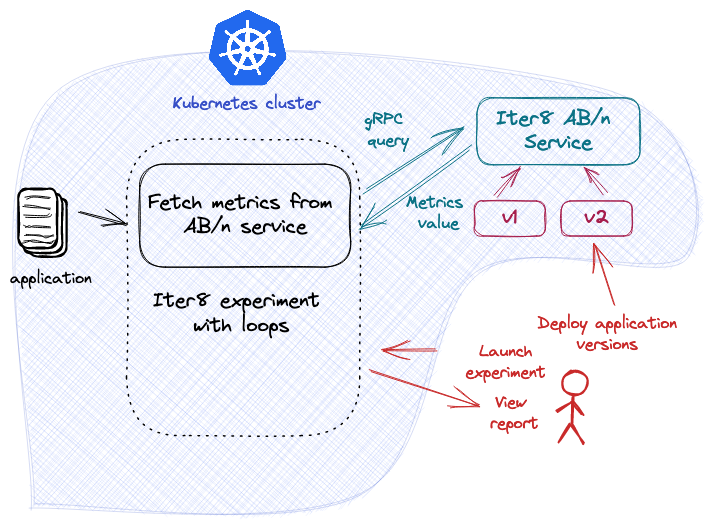 Kubernetes cluster
gRPC
query
Iter8 AB/n
Service
Fetch metrics from
AB/n service
Metrics
value
v1
v2
application
Iter8 experiment
with loops
Deploy application
versions
Launch
experiment
View
report